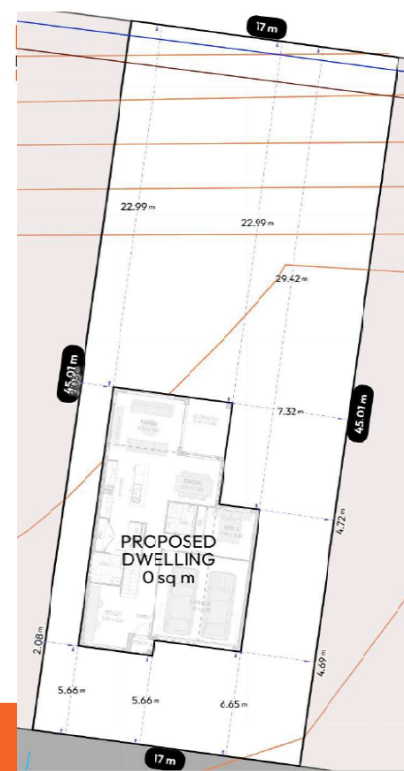 17 m
22.99 m
22.99 m
29.42 m
45.01 m
45.01 m
7.32 m
4.72 m
PROPOSED
DWELLING
0 sq m
2.08 m
4.69 m
5.66 m
5.66 m
6.65 m
17 m